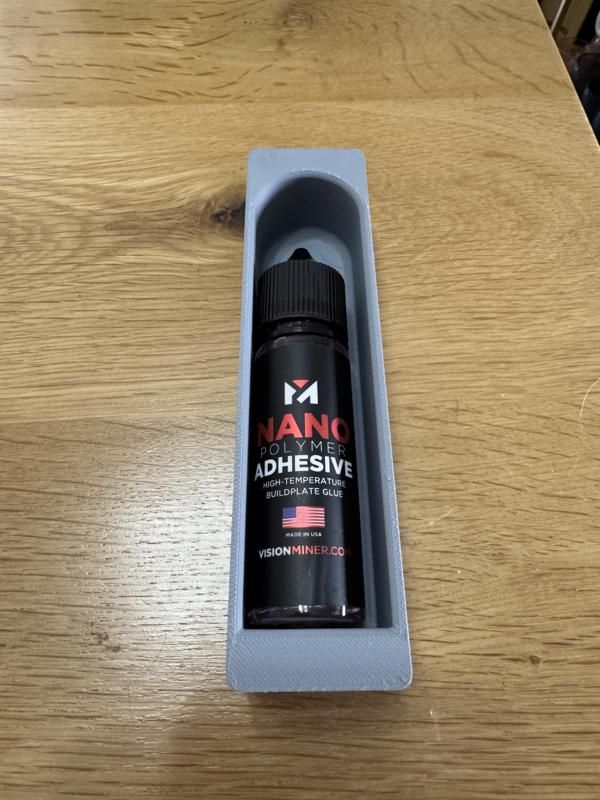 NANO
POLYMER
ADHESIVE
HIGH-TEMPERATURE
BUILDPLATE GLUE
MADE IN USA
VISIONMINER.COM